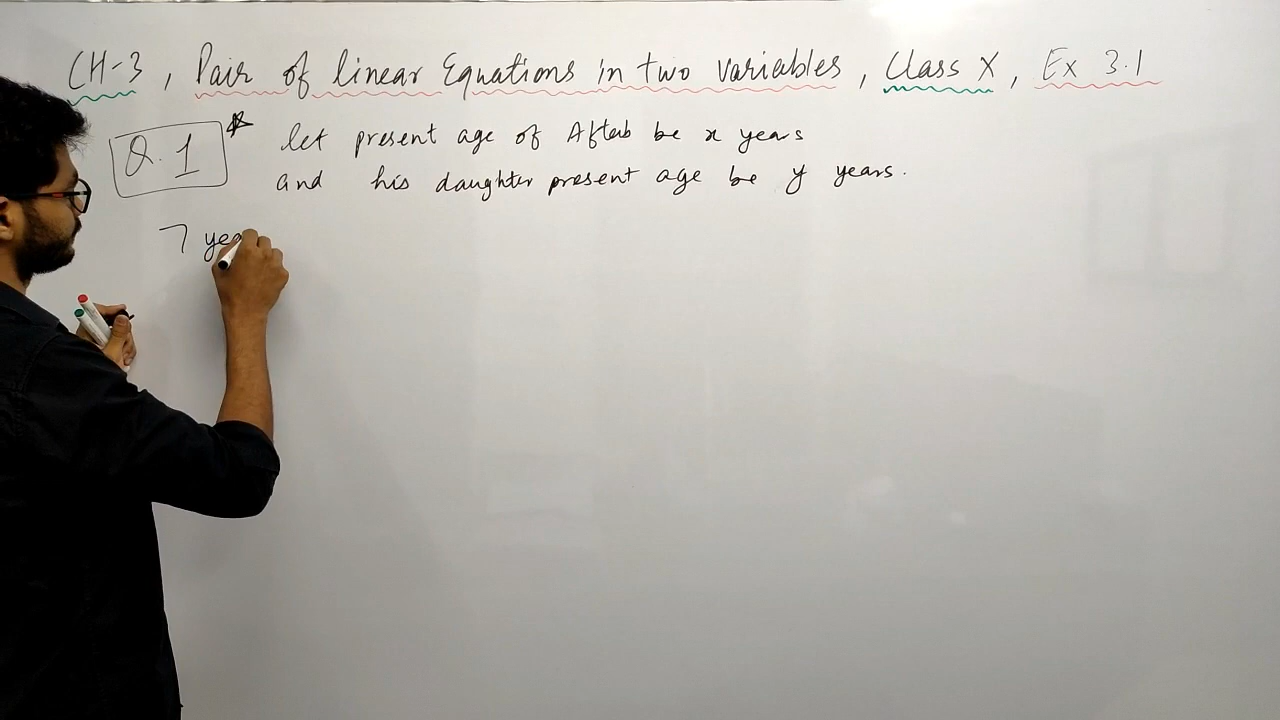 CH-3, Pair of linear Equations in two variables, Class X, Ex 3.1
Q.1 let present age of Aftab be x years
and his daughter present age be y years.
7 yea